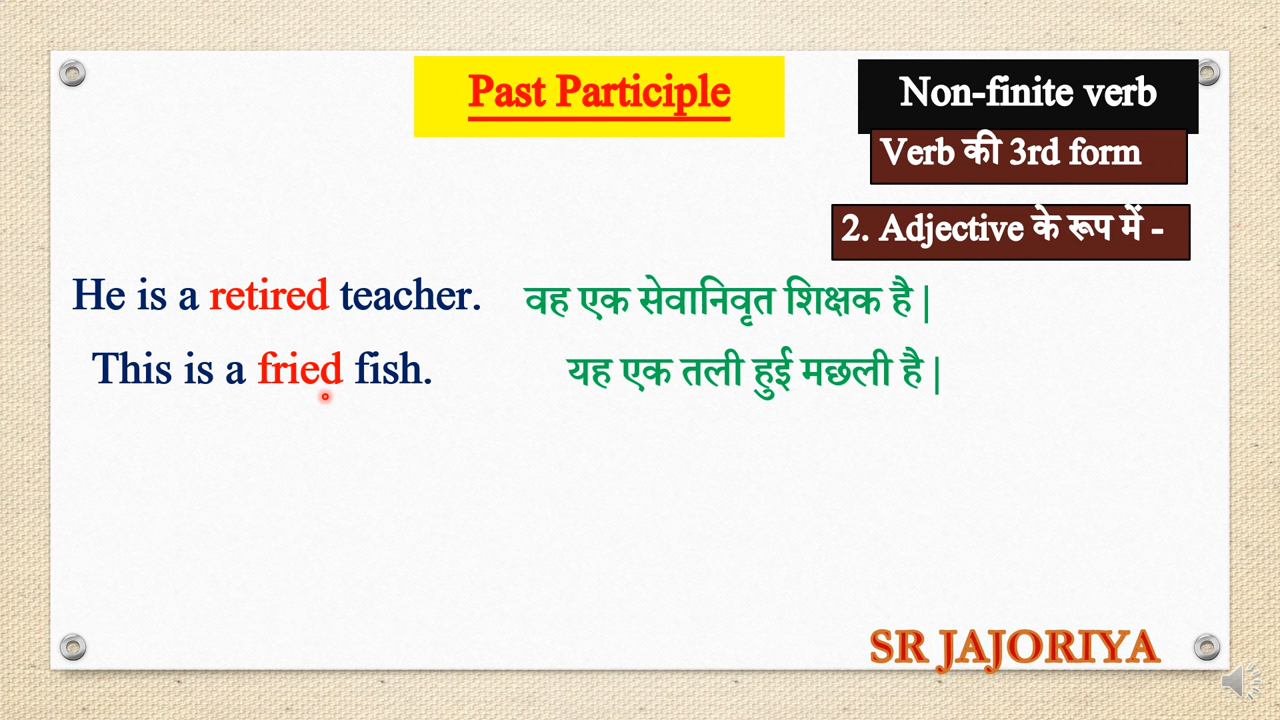 Past Participle
Non-finite verb
Verb की 3rd form
2. Adjective के रूप में -
He is a retired teacher. वह एक सेवानिवृत शिक्षक है |
This is a fried fish. यह एक तली हुई मछली है |
SR JAJORIYA